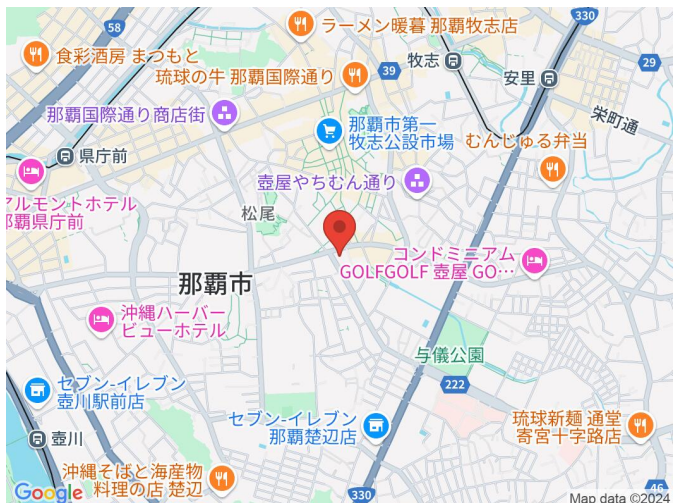 58
ラーメン暖暮 那覇牧志店
330
食彩酒房 まつもと
琉球の牛 那覇国際通り
39
牧志
安里
29
那覇国際通り商店街
那覇市第一
牧志公設市場
栄町通
県庁前
むんじゅる弁当
アルモントホテル
那覇県庁前
壺屋やちむん通り
松尾
コンドミニアム
GOLFGOLF 壺屋 GO…
那覇市
沖縄ハーバー
ビューホテル
与儀公園
セブン-イレブン
壺川駅前店
222
セブン-イレブン
那覇楚辺店
琉球新麺 通堂
寄宮十字路店
壺川
沖縄そばと海産物
料理の店 楚辺
330
46
Google
Map data ©2024